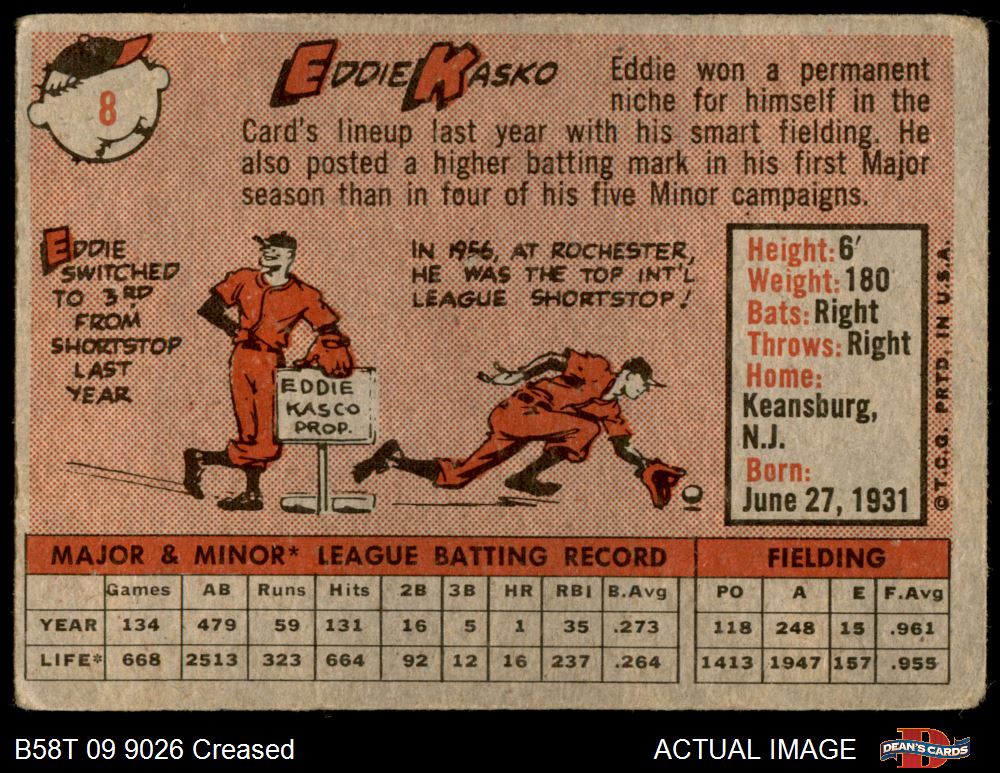 8
EDDIE KASKO
Eddie won a permanent
niche for himself in the
Card's lineup last year with his smart fielding. He
also posted a higher batting mark in his first Major
season than in four of his five Minor campaigns.
EDDIE
SWITCHED
TO 3RD
FROM
SHORTSTOP
LAST
YEAR
IN 1956, AT ROCHESTER,
HE WAS THE TOP INT'L
LEAGUE SHORTSTOP!
EDDIE
KASCO
PROP.
Height: 6'
Weight: 180
Bats: Right
Throws: Right
Home:
Keansburg,
N.J.
Born:
June 27, 1931
© T.C.G. PRTD. IN U.S.A.
MAJOR & MINOR* LEAGUE BATTING RECORD FIELDING
Games AB Runs Hits 2B 3B HR RBI B.Avg PO A E F.Avg
YEAR 134 479 59 131 16 5 1 35 .273 118 248 15 .961
LIFE* 668 2513 323 664 92 12 16 237 .264 1413 1947 157 .955
B58T 09 9026 Creased ACTUAL IMAGE DEAN'S CARDS